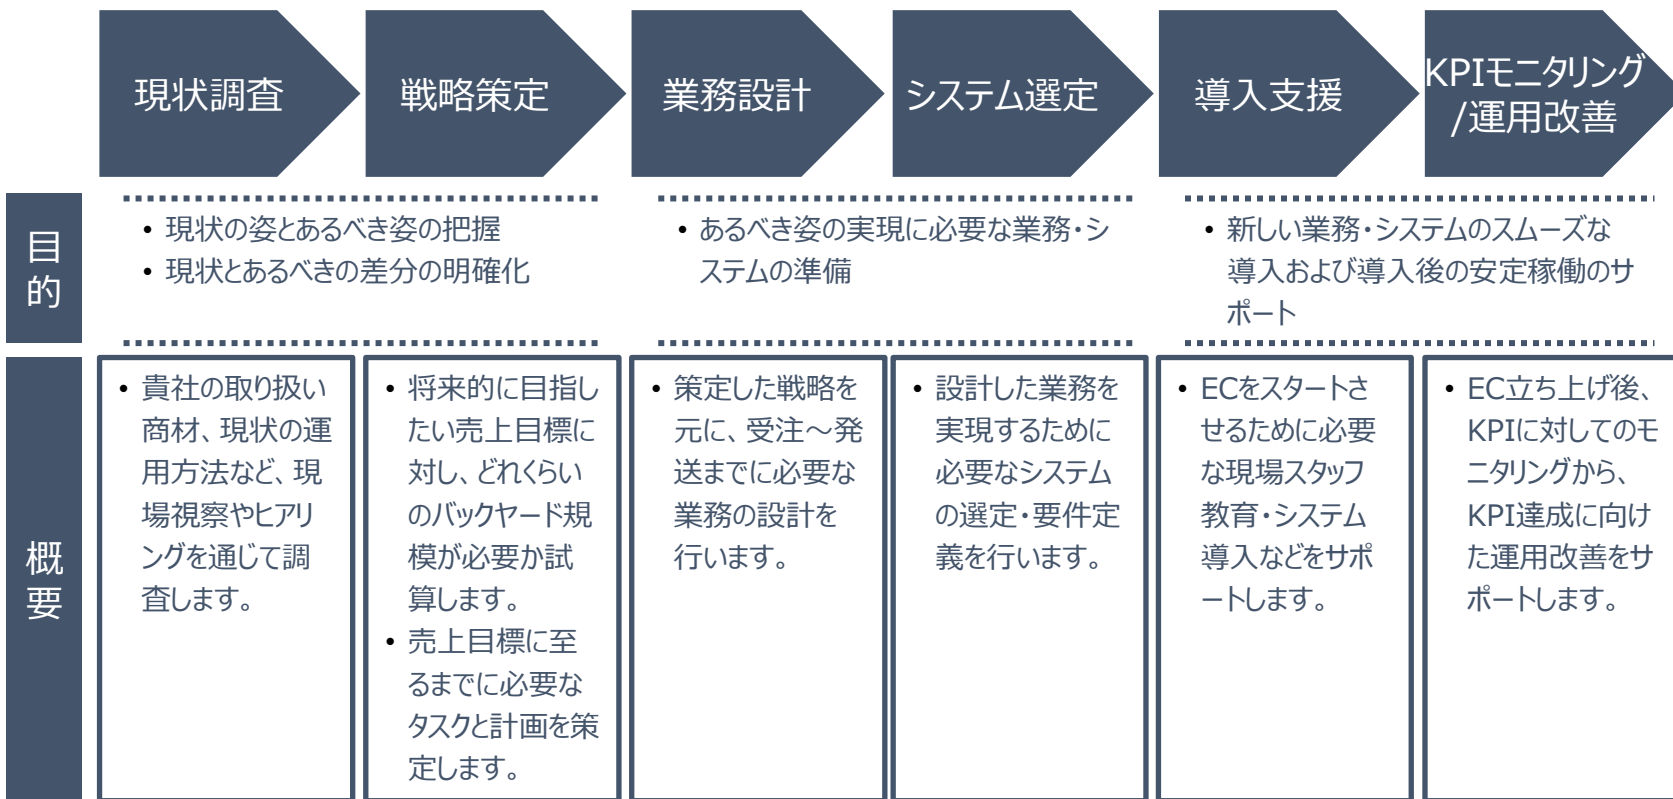 現状調査
戦略策定
業務設計
システム選定
導入支援
KPIモニタリング
/運用改善
目
的
• 現状の姿とあるべき姿の把握
• 現状とあるべきの差分の明確化
• あるべき姿の実現に必要な業務・シ
ステムの準備
• 新しい業務・システムのスムーズな
導入および導入後の安定稼働のサ
ポート
概
要
• 貴社の取り扱い
商材、現状の運
用方法など、現
場視察やヒアリ
ングを通じて調
査します。
• 将来的に目指し
たい売上目標に
対し、どれくらい
のバックヤード規
模が必要か試
算します。
• 売上目標に至
るまでに必要な
タスクと計画を策
定します。
• 策定した戦略を
元に、受注～発
送までに必要な
業務の設計を
行います。
• 設計した業務を
実現するために
必要なシステム
の選定・要件定
義を行います。
• ECをスタートさ
せるために必要
な現場スタッフ
教育・システム
導入などをサポ
ートします。
• EC立ち上げ後、
KPIに対してのモ
ニタリングから、
KPI達成に向け
た運用改善をサ
ポートします。